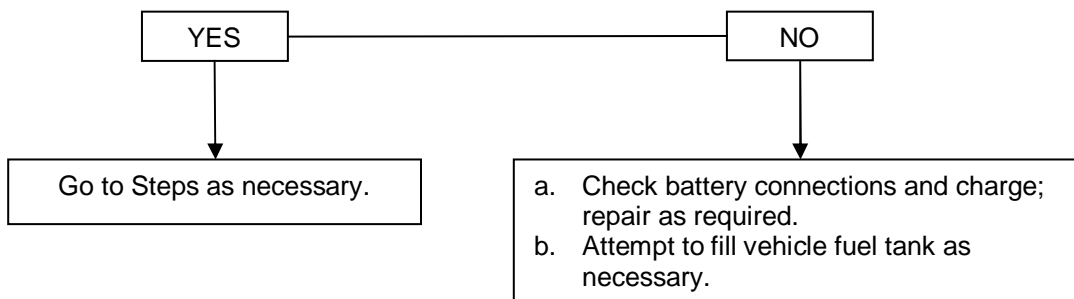 YES
NO
Go to Steps as necessary.
a. Check battery connections and charge;
repair as required.
b. Attempt to fill vehicle fuel tank as
necessary.